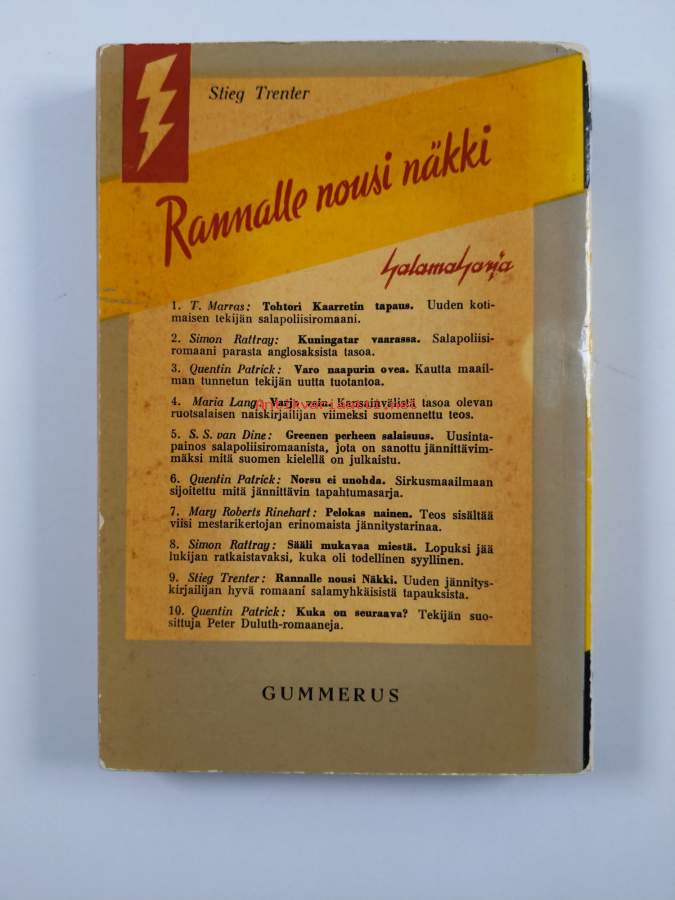 Stieg Trenter
Rannalle nousi näkki
Salamasarja
1. T. Marras: Tohtori Kaarretin tapaus. Uuden koti-
maisen tekijän salapoliisiromaani.
2. Simon Rattray: Kuningatar vaarassa. Salapoliisi-
romaani parasta anglosaksista tasoa.
3. Quentin Patrick: Varo naapurin ovea. Kautta maail-
man tunnetun tekijän uutta tuotantoa.
4. Maria Lang: Varjo vain. Kansainvälistä tasoa olevan
ruotsalaisen naiskirjailijan viimeksi suomennettu teos.
5. S. S. van Dine: Greenen perheen salaisuus. Uusinta-
painos salapoliisiromaanista, jota on sanottu jännittävim-
mäksi mitä suomen kielellä on julkaistu.
6. Quentin Patrick: Norsu ei unohda. Sirkusmaailmaan
sijoitettu mitä jännittävin tapahtumasarja.
7. Mary Roberts Rinehart: Pelokas nainen. Teos sisältää
viisi mestarikertojan erinomaista jännitystarinaa.
8. Simon Rattray: Sääli mukavaa miestä. Lopuksi jää
lukijan ratkaistavaksi, kuka oli todellinen syyllinen.
9. Stieg Trenter: Rannalle nousi Näkki. Uuden jännitys-
kirjailijan hyvä romaani salamyhkäisistä tapauksista.
10. Quentin Patrick: Kuka on seuraava? Tekijän suo-
sittuja Peter Duluth-romaaneja.
GUMMERUS